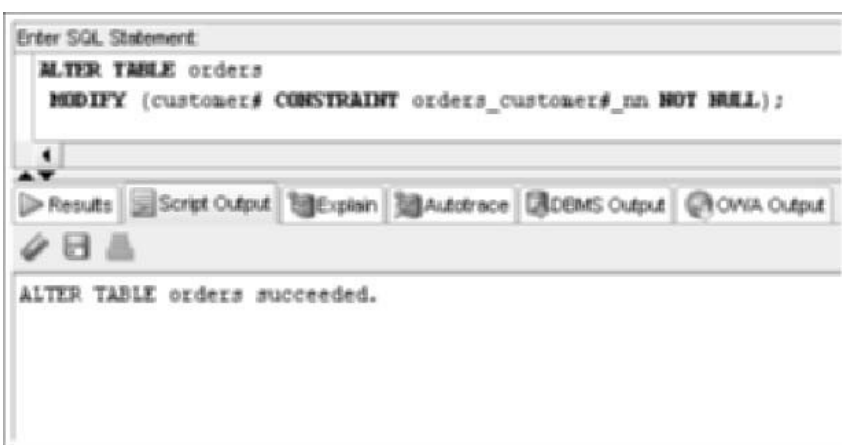 Enter SQL Statement:
ALTER TABLE orders
MODIFY (customer# CONSTRAINT orders_customer#_nn NOT NULL);
Results Script Output Explain Autotrace DBMS Output OWA Output
ALTER TABLE orders succeeded.